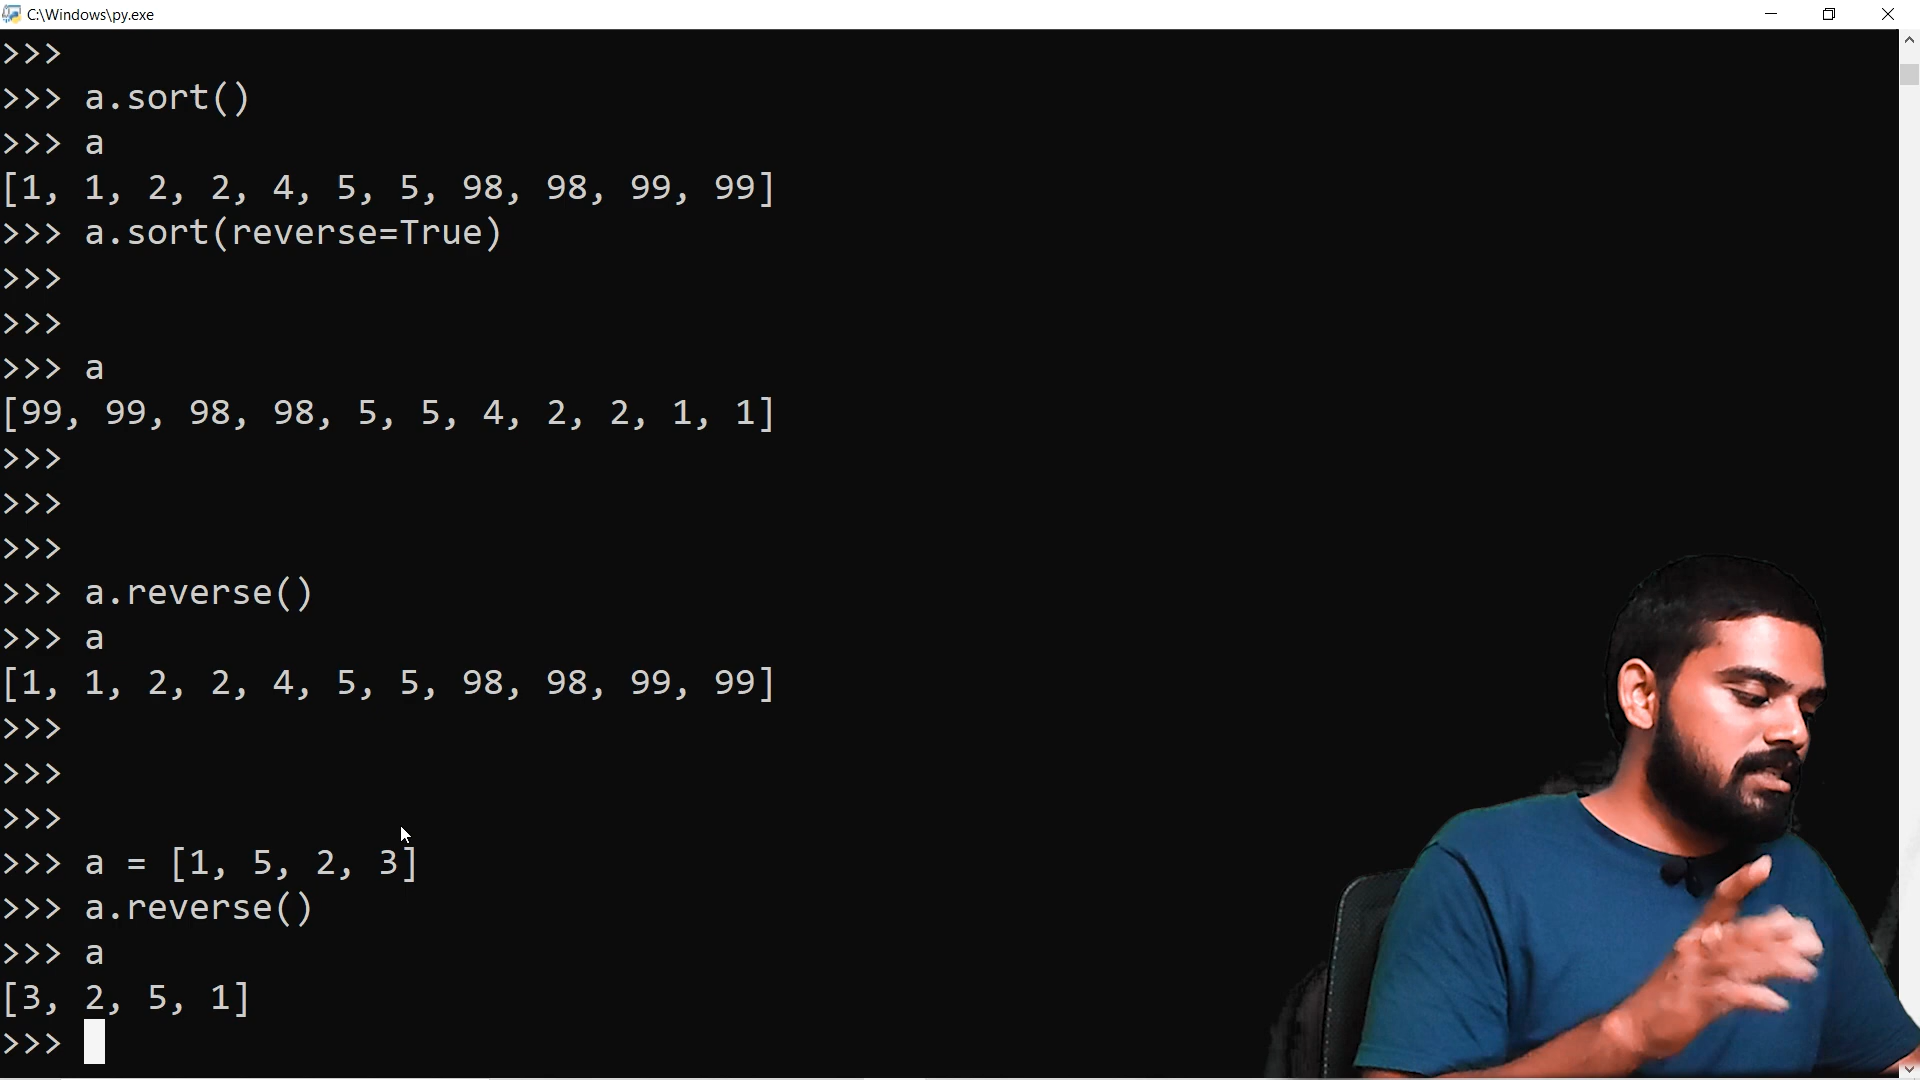 C:\Windows\py.exe
>>>
>>> a.sort()
>>> a
[1, 1, 2, 2, 4, 5, 5, 98, 98, 99, 99]
>>> a.sort(reverse=True)
>>>
>>>
>>> a
[99, 99, 98, 98, 5, 5, 4, 2, 2, 1, 1]
>>>
>>>
>>>
>>> a.reverse()
>>> a
[1, 1, 2, 2, 4, 5, 5, 98, 98, 99, 99]
>>>
>>>
>>>
>>> a = [1, 5, 2, 3]
>>> a.reverse()
>>> a
[3, 2, 5, 1]
>>>